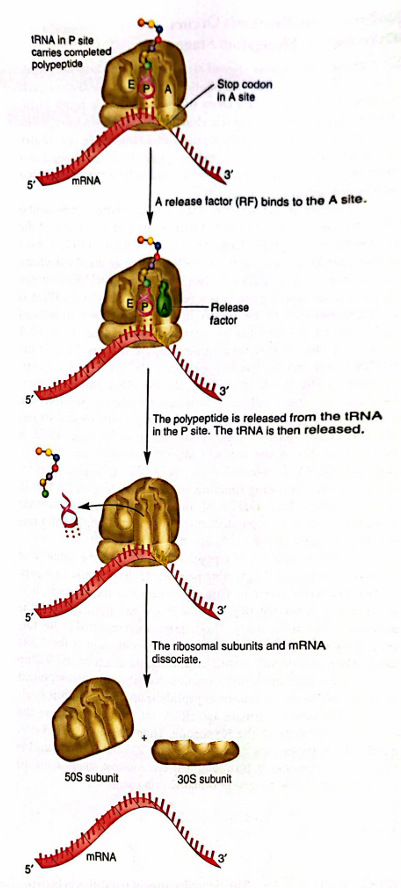 tRNA in P site
carries completed
polypeptide
E P A
Stop codon
in A site
5' mRNA 3'
A release factor (RF) binds to the A site.
E P A
Release
factor
5' 3'
The polypeptide is released from the tRNA
in the P site. The tRNA is then released.
5' 3'
The ribosomal subunits and mRNA
dissociate.
+
50S subunit 30S subunit
5' mRNA 3'